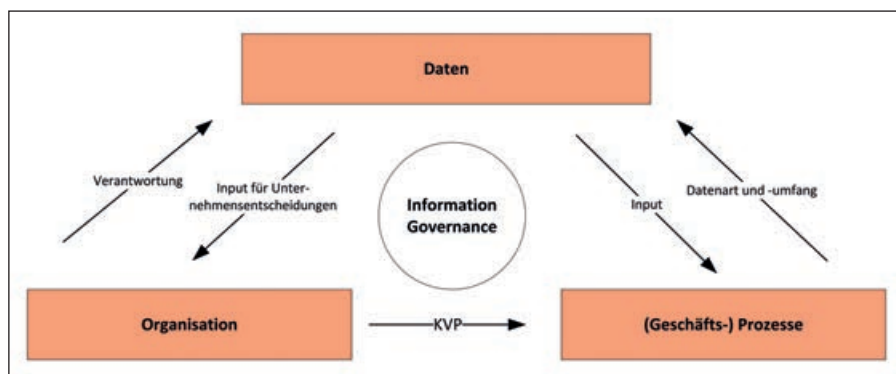 Daten
Verantwortung
Input für Unter-
nehmensentscheidungen
Information
Governance
Input
Datenart und -umfang
Organisation
KVP
(Geschäfts-) Prozesse